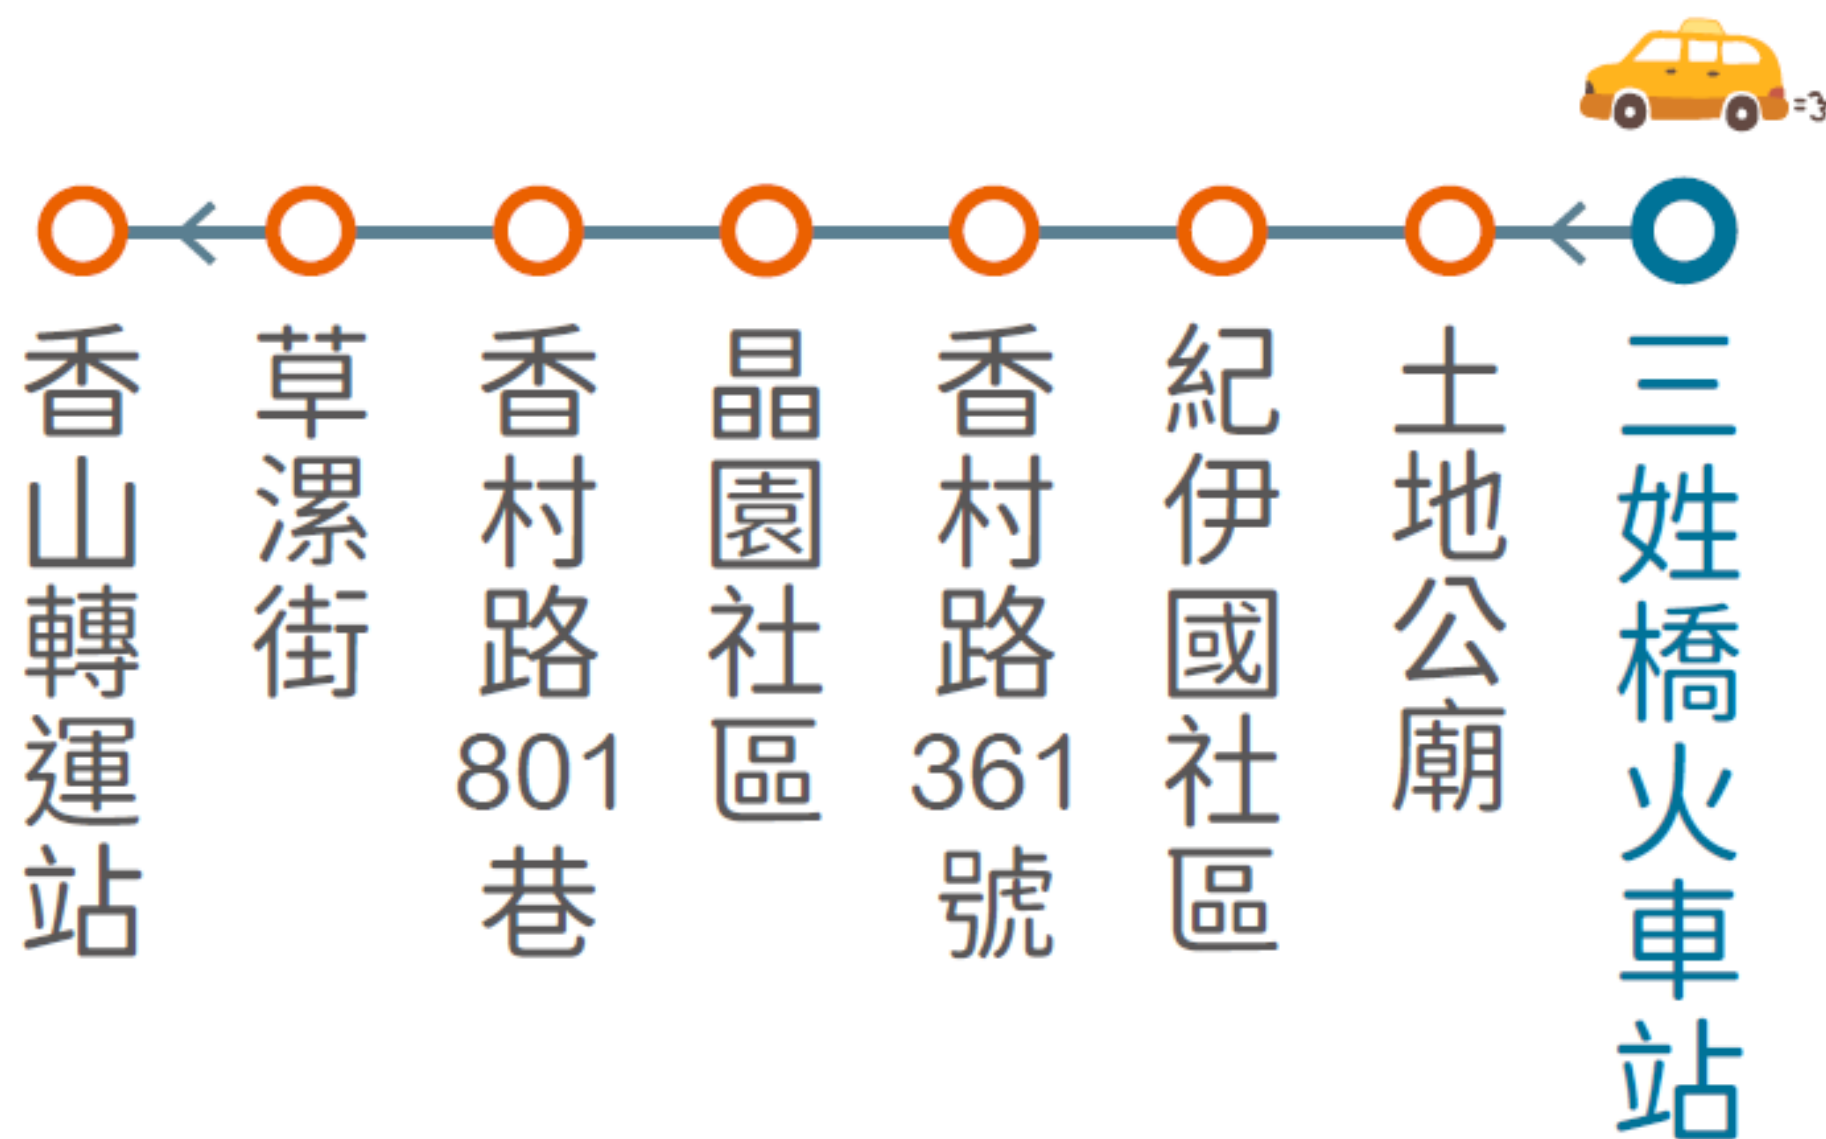 三姓橋火車站
土地公廟
紀伊國社區
香村路361號
晶園社區
香村路801巷
草漯街
香山轉運站